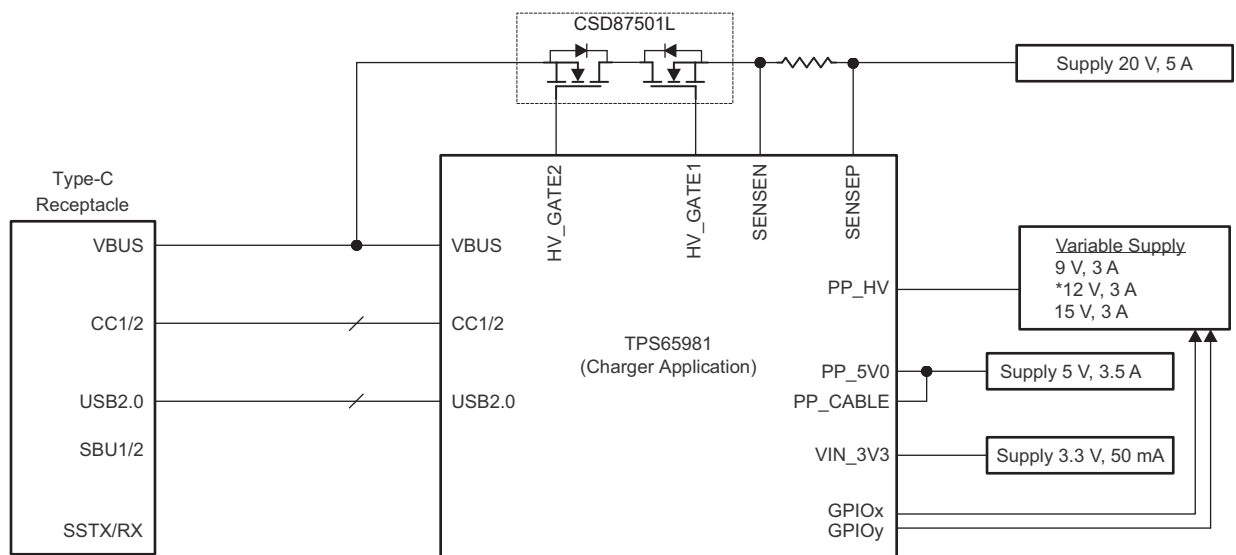 CSD87501L
Supply 20 V, 5 A
HV_GATE2
HV_GATE1
SENSEN
SENSEP
Type-C
Receptacle
VBUS
CC1/2
USB2.0
SBU1/2
SSTX/RX
VBUS
CC1/2
USB2.0
TPS65981
(Charger Application)
PP_HV
PP_5V0
PP_CABLE
VIN_3V3
GPIOx
GPIOy
Variable Supply
9 V, 3 A
*12 V, 3 A
15 V, 3 A
Supply 5 V, 3.5 A
Supply 3.3 V, 50 mA